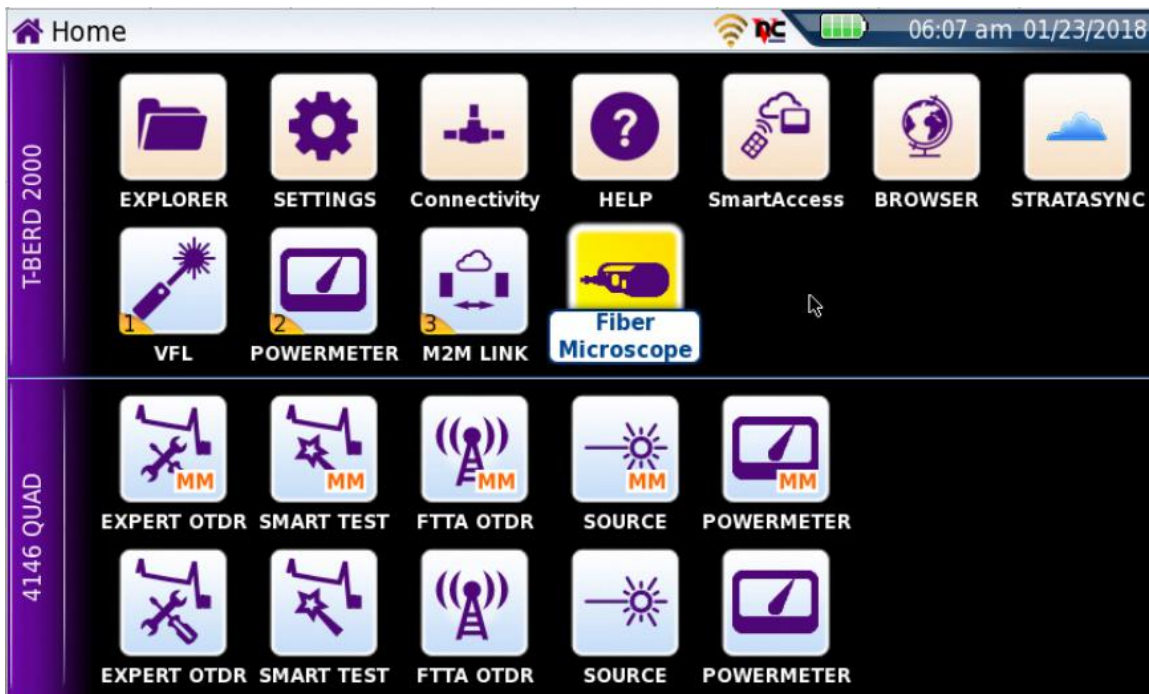 Home
06:07 am 01/23/2018
T-BERD 2000
EXPLORER
SETTINGS
Connectivity
HELP
SmartAccess
BROWSER
STRATASYNC
1
VFL
2
POWERMETER
3
M2M LINK
Fiber
Microscope
4146 QUAD
MM
EXPERT OTDR
MM
SMART TEST
MM
FTTA OTDR
MM
SOURCE
MM
POWERMETER
EXPERT OTDR
SMART TEST
FTTA OTDR
SOURCE
POWERMETER